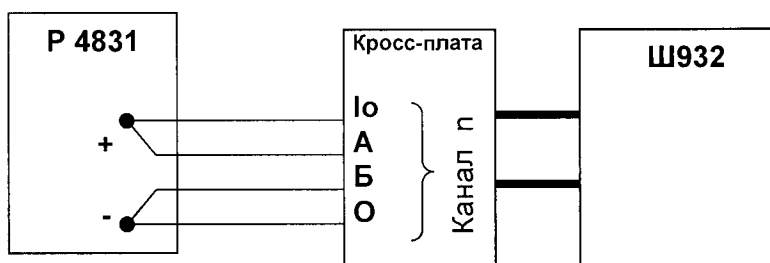 Р 4831
+
-
Кросс-плата
Io
А
Б
О
Канал n
Ш932